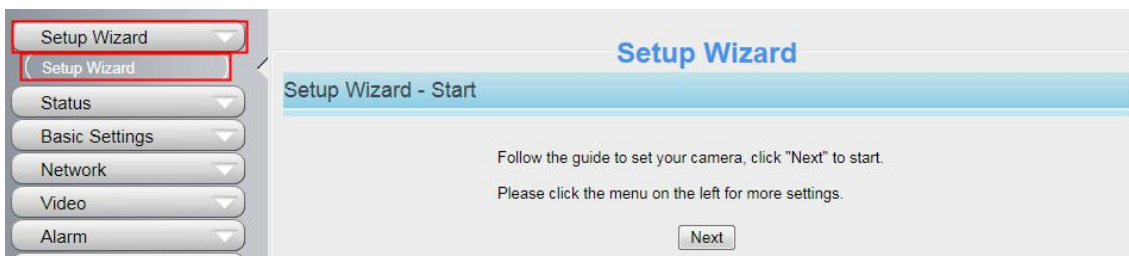 Setup Wizard
Setup Wizard
Status
Basic Settings
Network
Video
Alarm
Setup Wizard
Setup Wizard - Start
Follow the guide to set your camera, click "Next" to start.
Please click the menu on the left for more settings.
Next